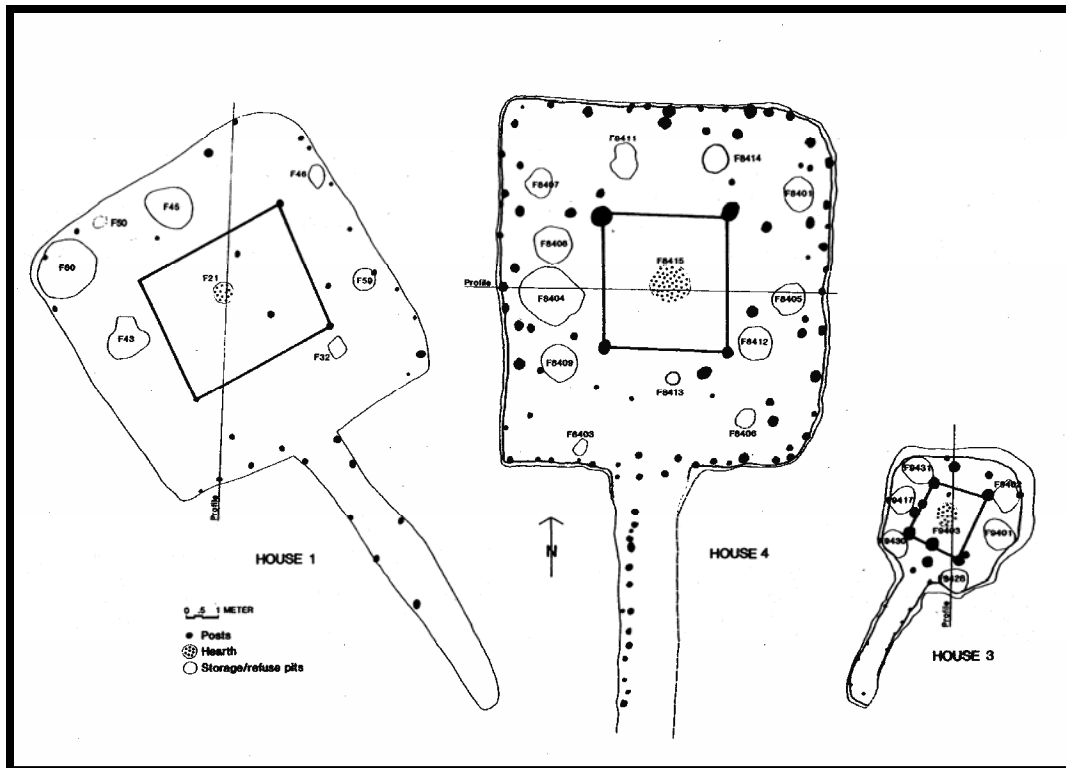 F46
F45
F50
F60
F21
F59
F43
F32
Profile
HOUSE 1
F8411
F8414
F8407
F8401
F8408
F8415
Profile
F8404
F8405
F8412
F8409
F8413
F8406
F8403
N
HOUSE 4
F9431
F9402
F9417
F9403
F9401
F9430
F9428
Profile
HOUSE 3
0 .5 1 METER
Posts
Hearth
Storage/refuse pits